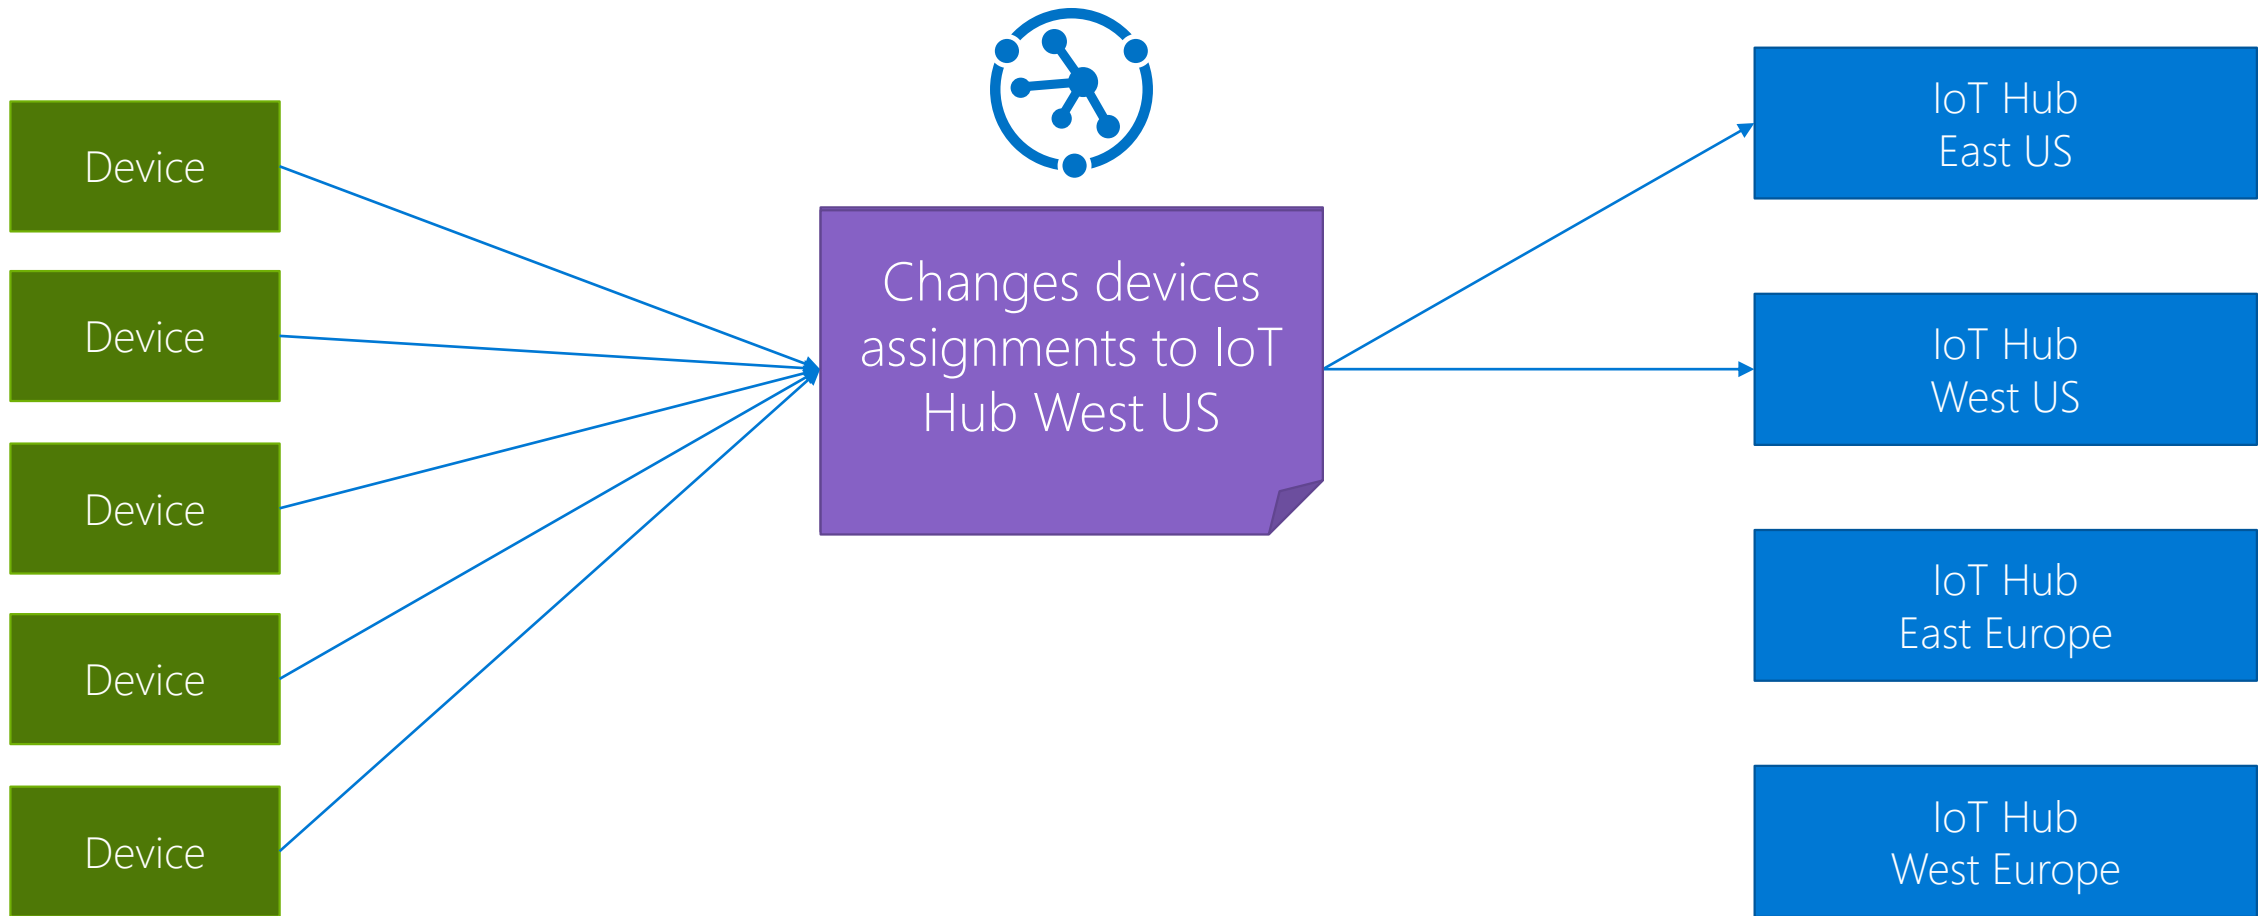 Device
Device
Device
Device
Device
Changes devices
assignments to IoT
Hub West US
IoT Hub
East US
IoT Hub
West US
IoT Hub
East Europe
IoT Hub
West Europe